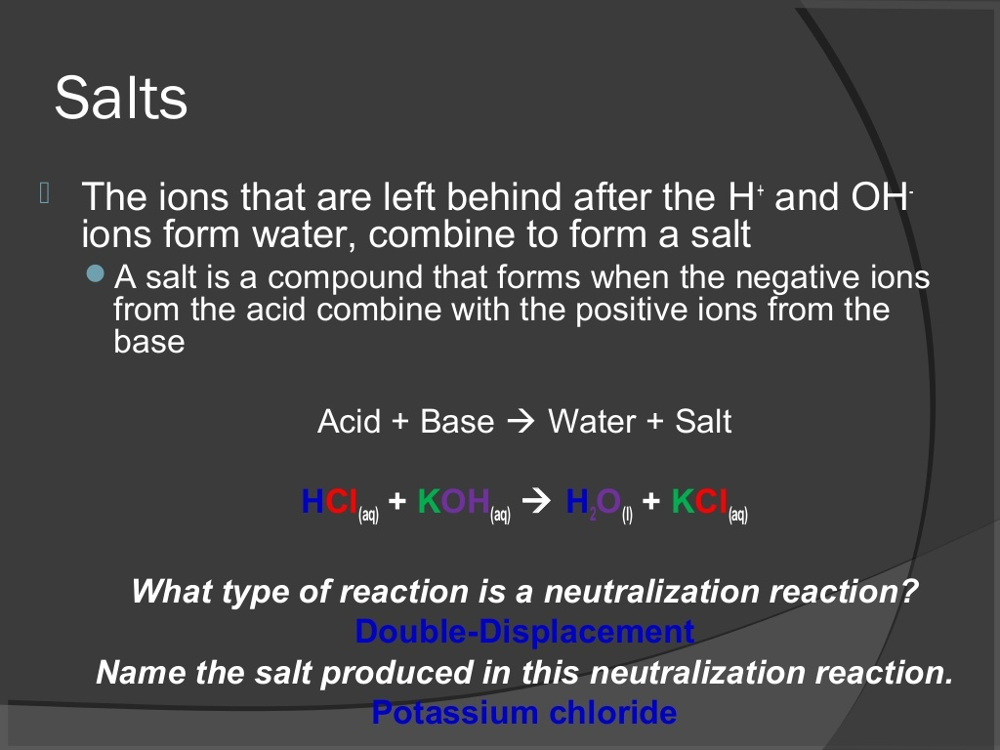 Salts
The ions that are left behind after the H+ and OH-
ions form water, combine to form a salt
A salt is a compound that forms when the negative ions
from the acid combine with the positive ions from the
base
Acid + Base → Water + Salt
HCl(aq) + KOH(aq) → H2O(l) + KCl(aq)
What type of reaction is a neutralization reaction?
Double-Displacement
Name the salt produced in this neutralization reaction.
Potassium chloride